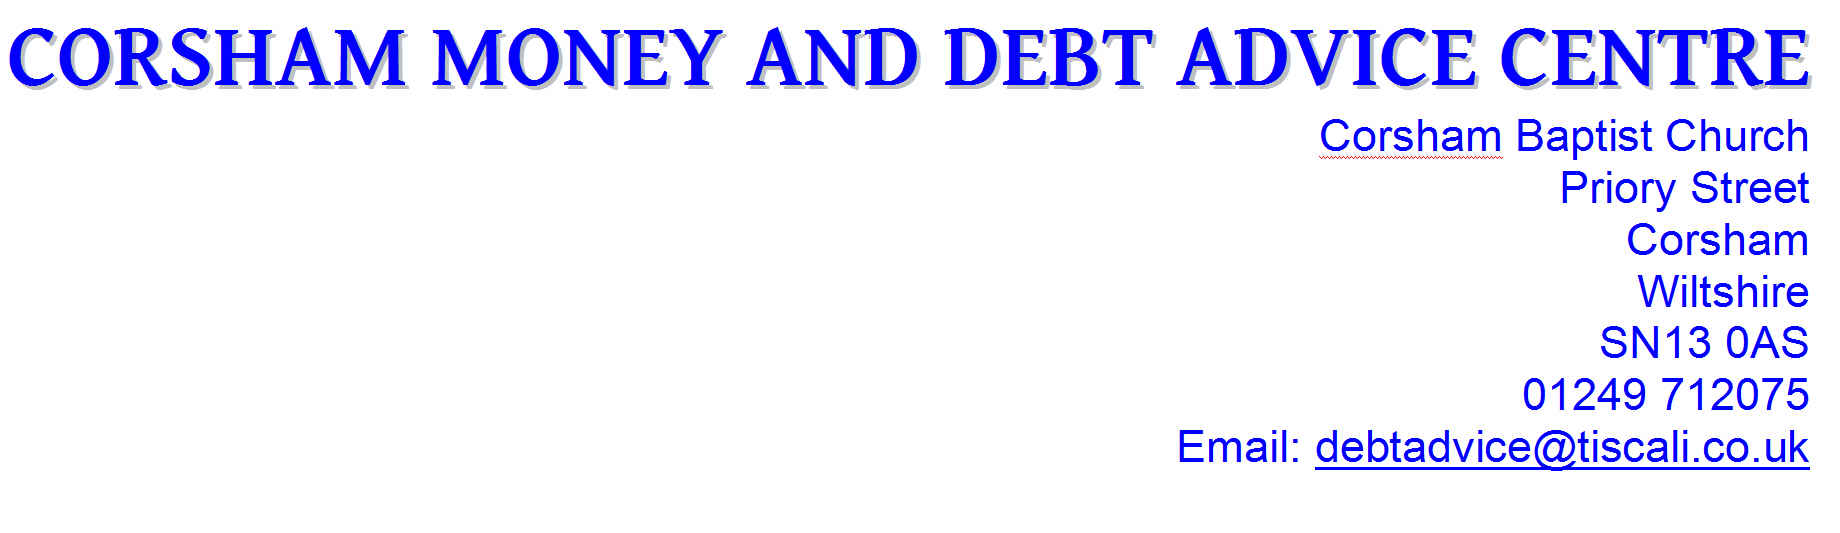 CORSHAM MONEY AND DEBT ADVICE CENTRE
Corsham Baptist Church
Priory Street
Corsham
Wiltshire
SN13 0AS
01249 712075
Email: debtadvice@tiscali.co.uk